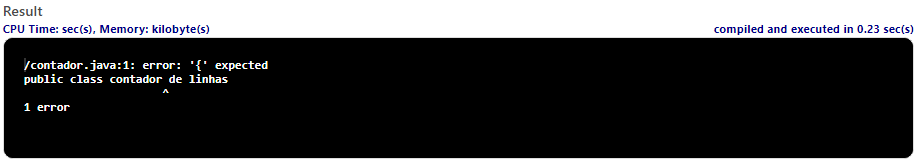 Result
CPU Time: sec(s), Memory: kilobyte(s) compiled and executed in 0.23 sec(s)
/contador.java:1: error: '{' expected
public class contador de linhas
^
1 error